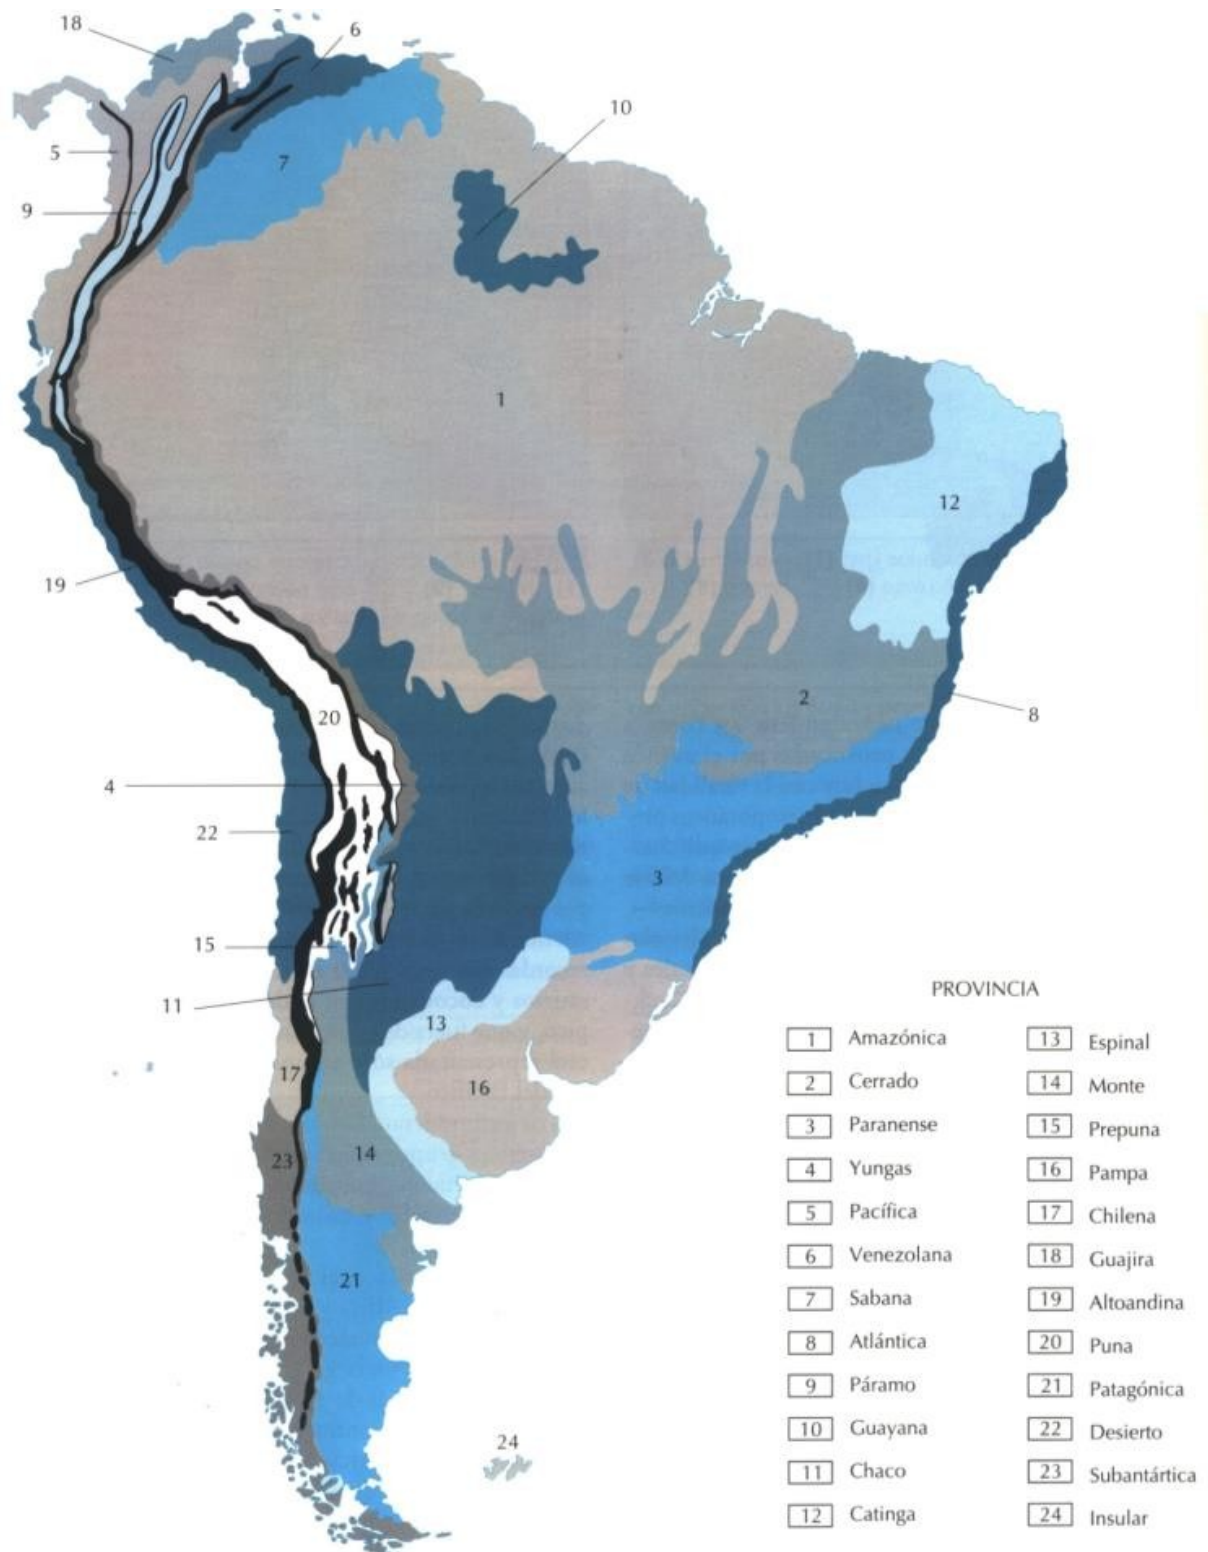 18
6
10
5
7
9
1
12
19
20
2
8
4
22
3
15
11
13
17
16
14
23
21
24
PROVINCIA
1 Amazónica
2 Cerrado
3 Paranense
4 Yungas
5 Pacífica
6 Venezolana
7 Sabana
8 Atlántica
9 Páramo
10 Guayana
11 Chaco
12 Catinga
13 Espinal
14 Monte
15 Prepuna
16 Pampa
17 Chilena
18 Guajira
19 Altoandina
20 Puna
21 Patagónica
22 Desierto
23 Subantártica
24 Insular